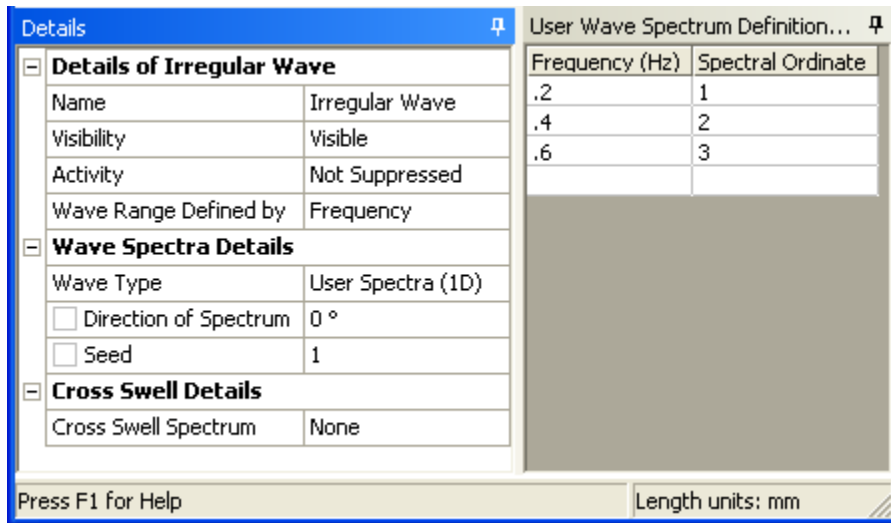 Details
Details of Irregular Wave
Name Irregular Wave
Visibility Visible
Activity Not Suppressed
Wave Range Defined by Frequency
Wave Spectra Details
Wave Type User Spectra (1D)
Direction of Spectrum 0 °
Seed 1
Cross Swell Details
Cross Swell Spectrum None
User Wave Spectrum Definition...
Frequency (Hz) Spectral Ordinate
.2 1
.4 2
.6 3
Press F1 for Help
Length units: mm